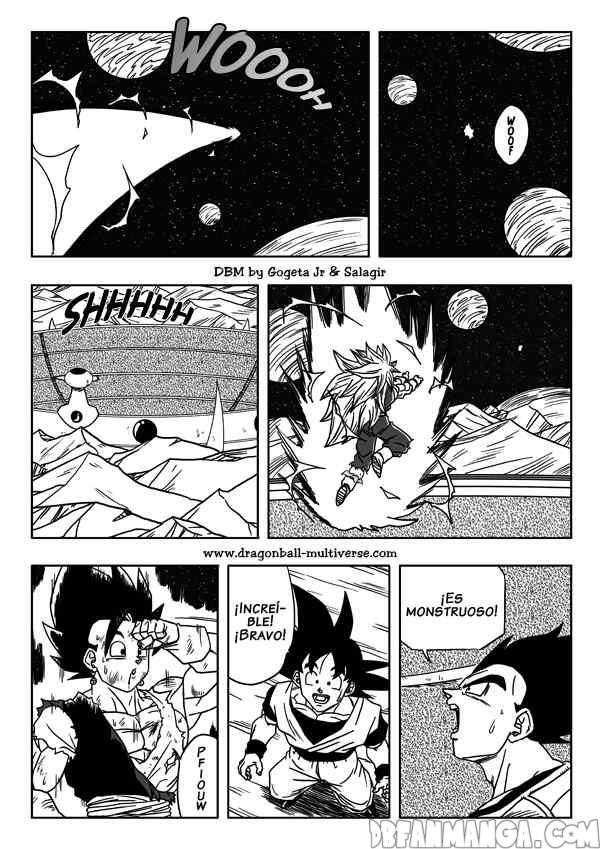 WOOOH
WOOF
DBM by Gogeta Jr & Salagir
SHHHHH
www.dragonball-multiverse.com
PFIOUW
¡INCREÍ-
BLE!
¡BRAVO!
¡ES
MONSTRUOSO!
DBFANMANGA.COM